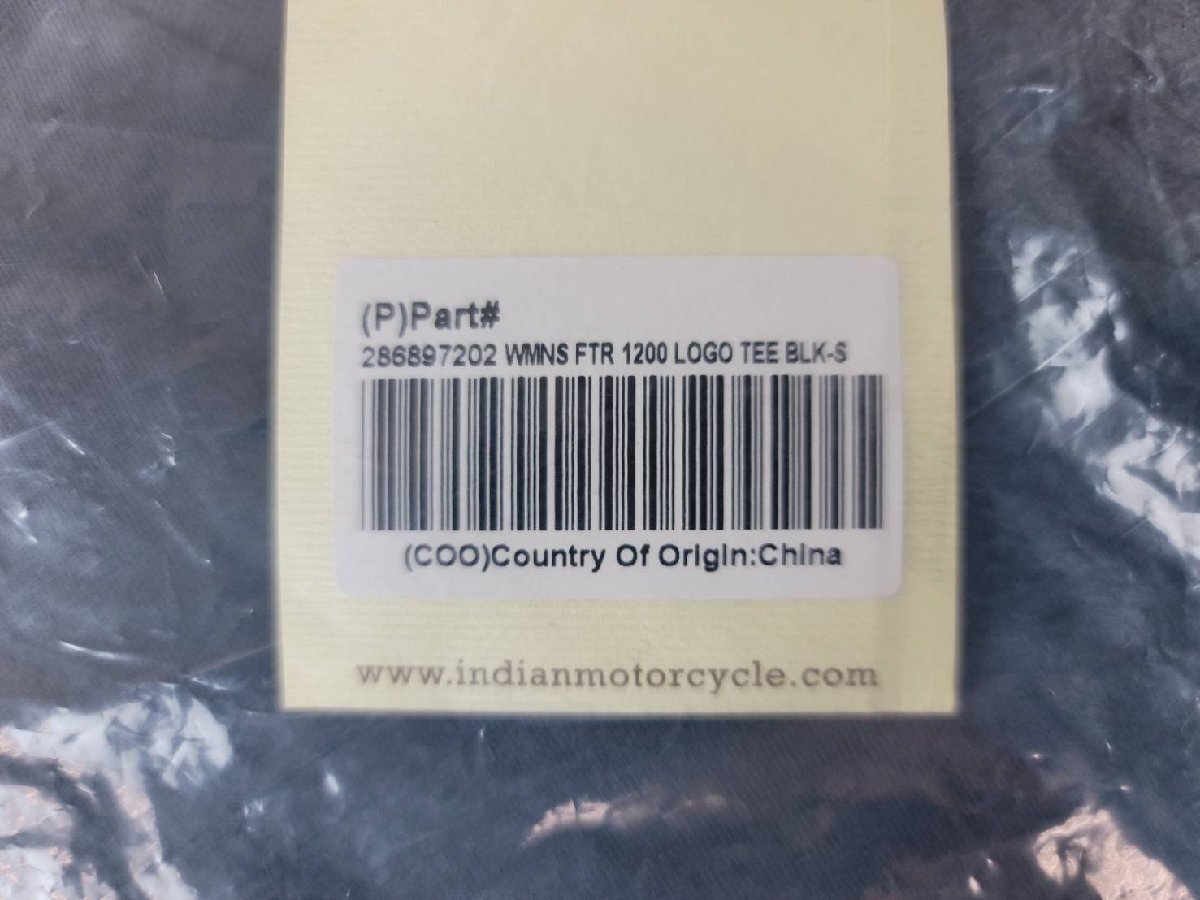 (P)Part#
286897202 WMNS FTR 1200 LOGO TEE BLK-S
(COO)Country Of Origin:China
www.indianmotorcycle.com